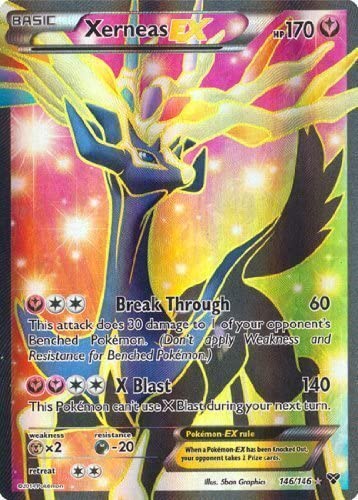 BASIC Xerneas EX HP170
Break Through 60
This attack does 30 damage to 1 of your opponent's
Benched Pokémon. (Don't apply Weakness and
Resistance for Benched Pokémon.)
X Blast 140
This Pokémon can't use X Blast during your next turn.
weakness
×2
resistance
-20
retreat
Pokémon-EX rule
When a Pokémon-EX has been Knocked Out,
your opponent takes 2 Prize cards.
Illus. 5ban Graphics
146/146
XY